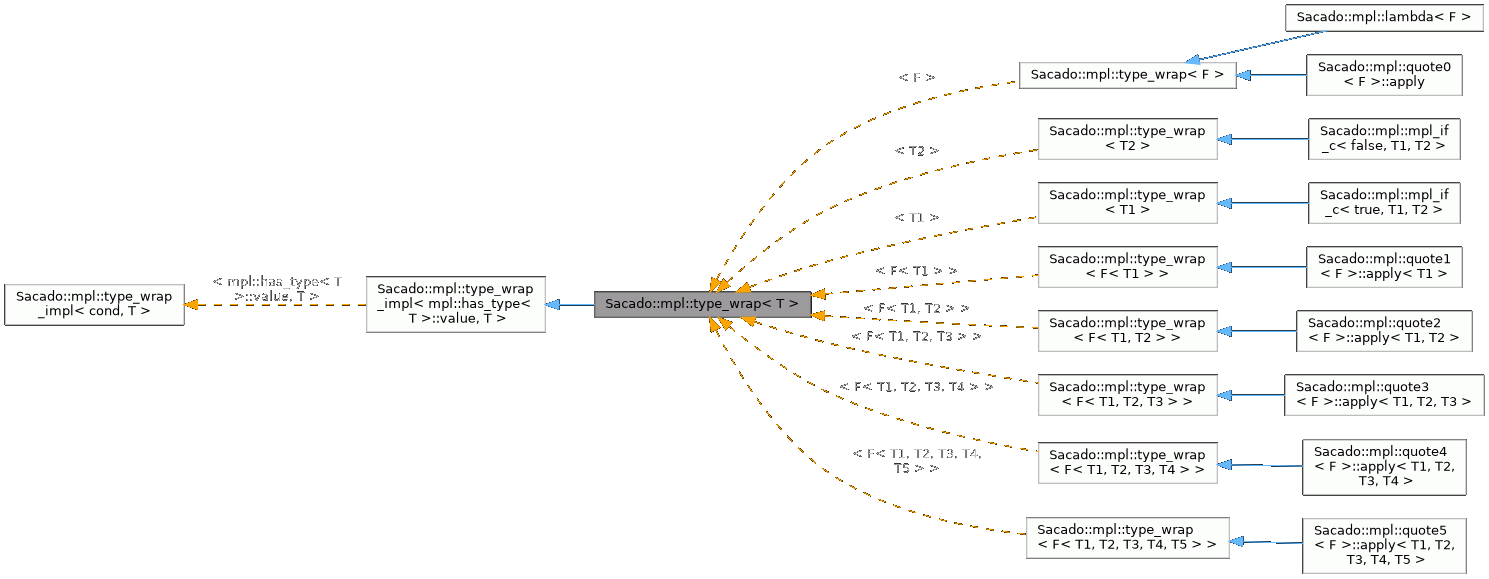 Sacado::mpl::lambda< F >
Sacado::mpl::type_wrap< F >
Sacado::mpl::quote0
< F >::apply
< F >
Sacado::mpl::type_wrap
< T2 >
Sacado::mpl::mpl_if
_c< false, T1, T2 >
< T2 >
Sacado::mpl::type_wrap
< T1 >
Sacado::mpl::mpl_if
_c< true, T1, T2 >
< T1 >
Sacado::mpl::type_wrap
< F< T1 > >
Sacado::mpl::quote1
< F >::apply< T1 >
< F< T1 > >
Sacado::mpl::type_wrap
_impl< cond, T >
< mpl::has_type< T
>::value, T >
Sacado::mpl::type_wrap
_impl< mpl::has_type<
T >::value, T >
Sacado::mpl::type_wrap< T >
< F< T1, T2 > >
Sacado::mpl::type_wrap
< F< T1, T2 > >
Sacado::mpl::quote2
< F >::apply< T1, T2 >
< F< T1, T2, T3 > >
Sacado::mpl::type_wrap
< F< T1, T2, T3 > >
Sacado::mpl::quote3
< F >::apply< T1, T2, T3 >
< F< T1, T2, T3, T4 > >
Sacado::mpl::type_wrap
< F< T1, T2, T3, T4 > >
Sacado::mpl::quote4
< F >::apply< T1, T2,
T3, T4 >
< F< T1, T2, T3, T4,
T5 > >
Sacado::mpl::type_wrap
< F< T1, T2, T3, T4, T5 > >
Sacado::mpl::quote5
< F >::apply< T1, T2,
T3, T4, T5 >